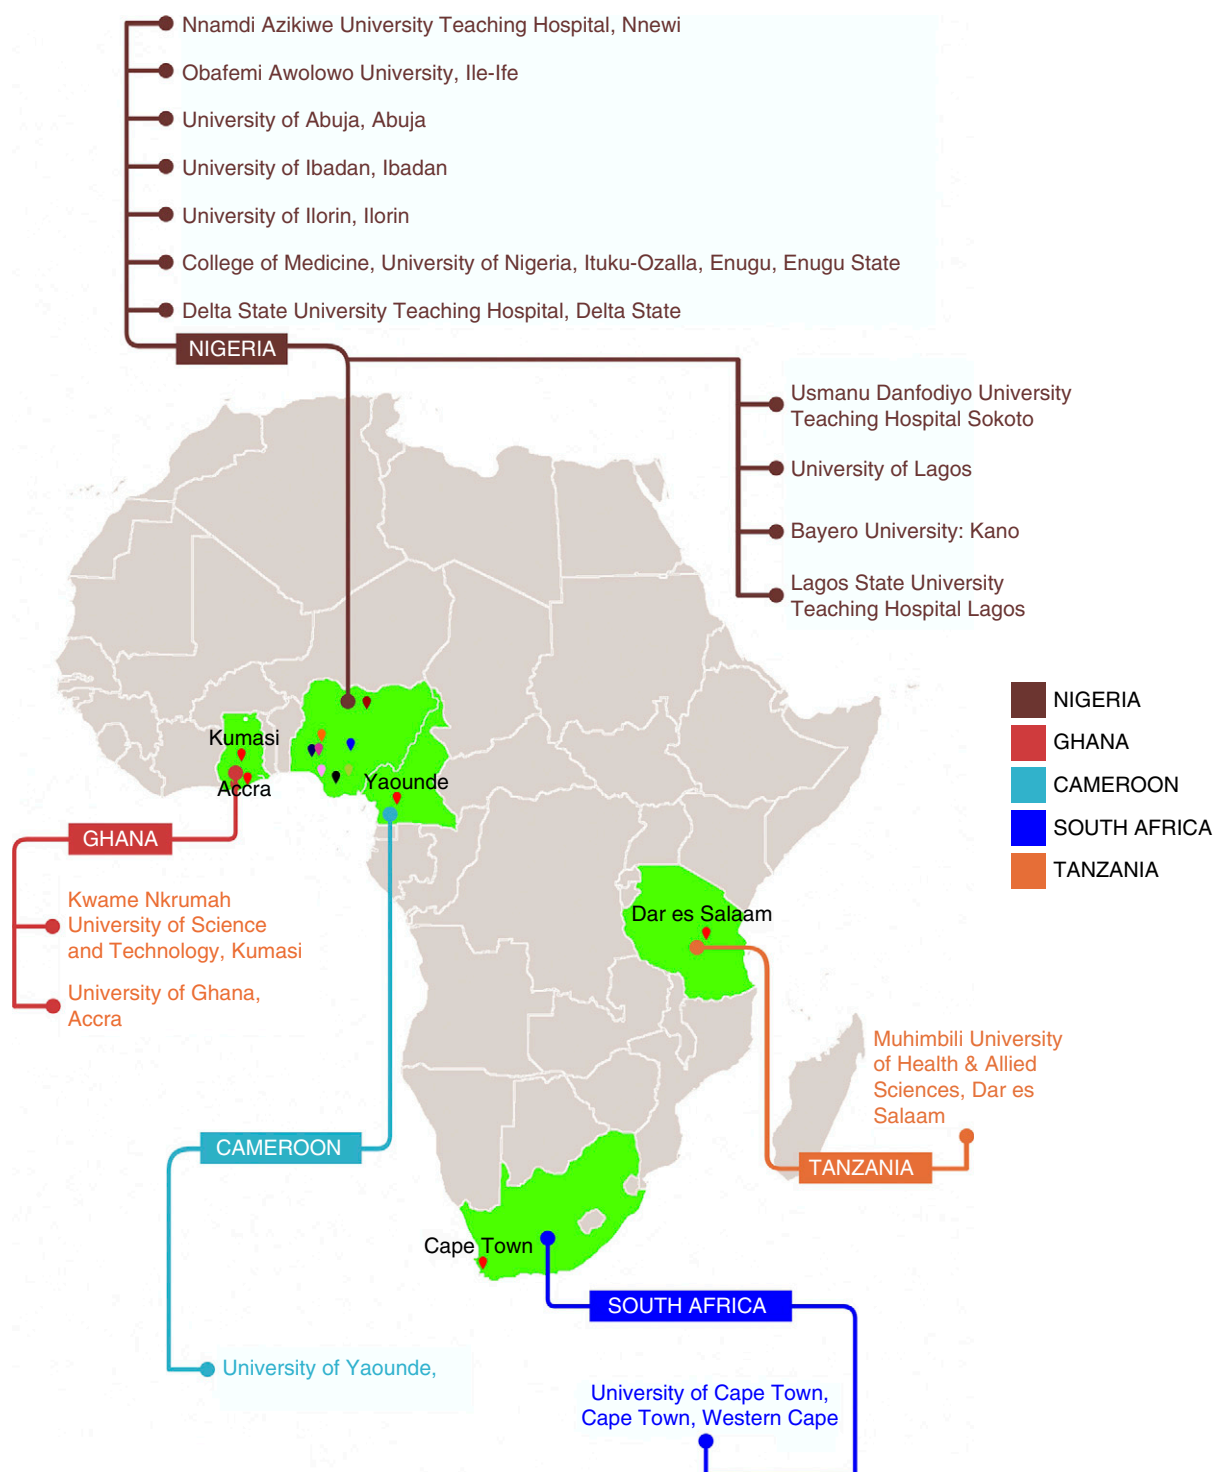 Nnamdi Azikiwe University Teaching Hospital, Nnewi
Obafemi Awolowo University, Ile-Ife
University of Abuja, Abuja
University of Ibadan, Ibadan
University of Ilorin, Ilorin
College of Medicine, University of Nigeria, Ituku-Ozalla, Enugu, Enugu State
Delta State University Teaching Hospital, Delta State
NIGERIA
Usmanu Danfodiyo University
Teaching Hospital Sokoto
University of Lagos
Bayero University: Kano
Lagos State University
Teaching Hospital Lagos
NIGERIA
GHANA
CAMEROON
SOUTH AFRICA
TANZANIA
Kumasi
Accra
Yaounde
GHANA
Kwame Nkrumah
University of Science
and Technology, Kumasi
University of Ghana,
Accra
Dar es Salaam
Muhimbili University
of Health & Allied
Sciences, Dar es
Salaam
TANZANIA
CAMEROON
University of Yaounde,
Cape Town
SOUTH AFRICA
University of Cape Town,
Cape Town, Western Cape